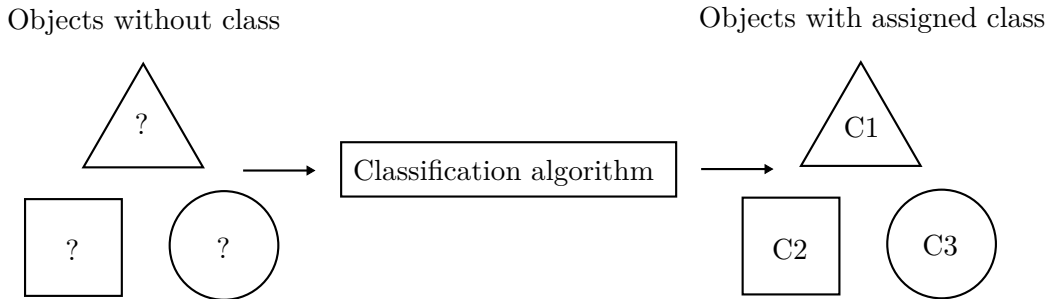 Objects without class
Objects with assigned class
?
C1
Classification algorithm
?
?
C2
C3